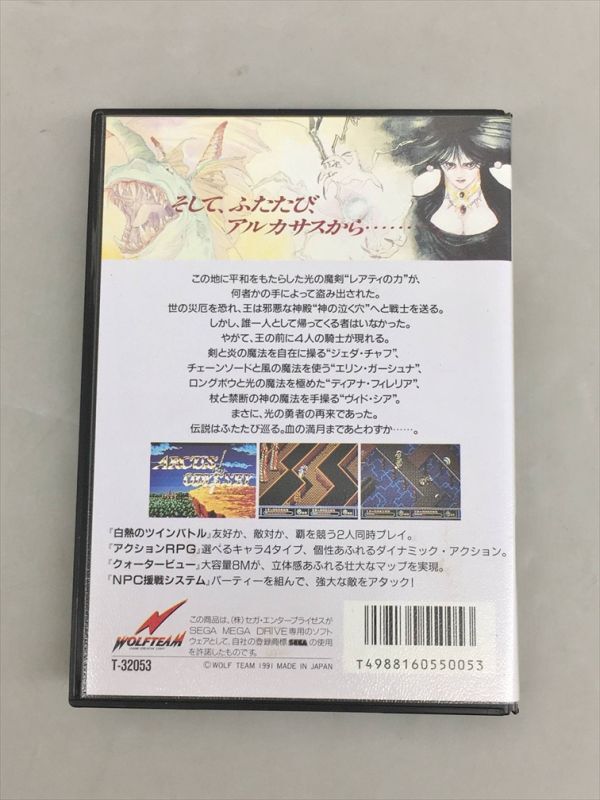 そして、ふたたび、
アルカサスから……
この地に平和をもたらした光の魔剣“レアティの力”が、
何者かの手によって盗み出された。
世の災厄を恐れ、王は邪悪な神殿“神の泣く穴”へと戦士を送る。
しかし、誰一人として帰ってくる者はいなかった。
やがて、王の前に4人の騎士が現れる。
剣と炎の魔法を自在に操る“ジェダ・チャフ”、
チェーンソードと風の魔法を使う“エリン・ガーシュナ”、
ロングボウと光の魔法を極めた“ディアナ・フィレリア”、
杖と禁断の神の魔法を手操る“ヴィド・シア”。
まさに、光の勇者の再来であった。
伝説はふたたび巡る。血の満月まであとわずか……。
ARCUS
ODYSSEY
『白熱のツインバトル』友好か、敵対か、覇を競う2人同時プレイ。
『アクションRPG』選べるキャラ4タイプ、個性あふれるダイナミック・アクション。
『クォータービュー』大容量8Mが、立体感あふれる壮大なマップを実現。
『NPC援戦システム』パーティーを組んで、強大な敵をアタック!
WOLFTEAM
T-32053
この商品は、(株)セガ・エンタープライゼスが
SEGA MEGA DRIVE専用のソフト
ウェアとして、自社の登録商標SEGAの使用
を許諾したものです。
©WOLF TEAM 1991 MADE IN JAPAN
T4988160550053